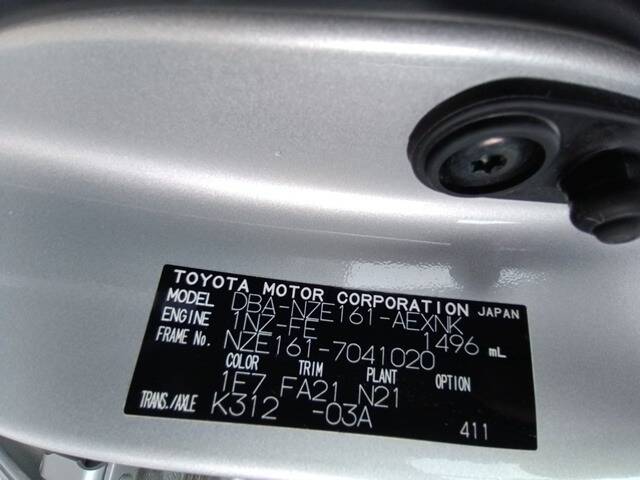 TOYOTA MOTOR CORPORATION JAPAN
MODEL DBA-NZE161-AEXNK
ENGINE 1NZ-FE 1496 mL
FRAME No. NZE161-7041020
COLOR TRIM PLANT OPTION
1E7 FA21 N21
TRANS./AXLE K312 -03A
411